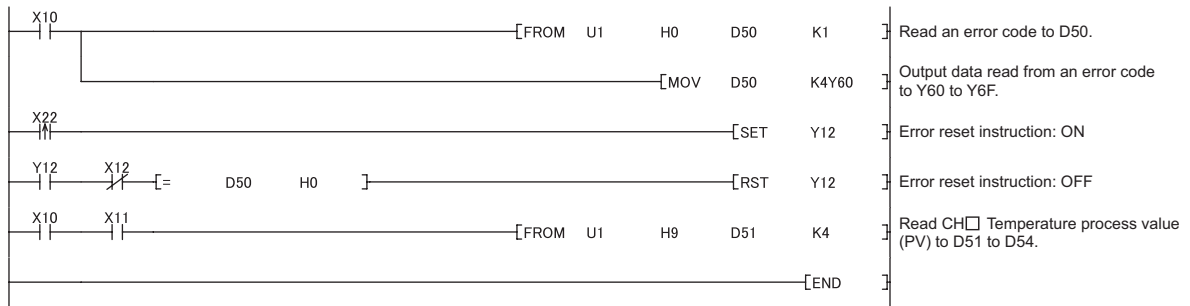 X10
[FROM U1 H0 D50 K1 ] Read an error code to D50.
[MOV D50 K4Y60 ] Output data read from an error code
to Y60 to Y6F.
X22
[SET Y12 ] Error reset instruction: ON
Y12 X12
[= D50 H0 ] [RST Y12 ] Error reset instruction: OFF
X10 X11
[FROM U1 H9 D51 K4 ] Read CH□ Temperature process value
(PV) to D51 to D54.
[END ]